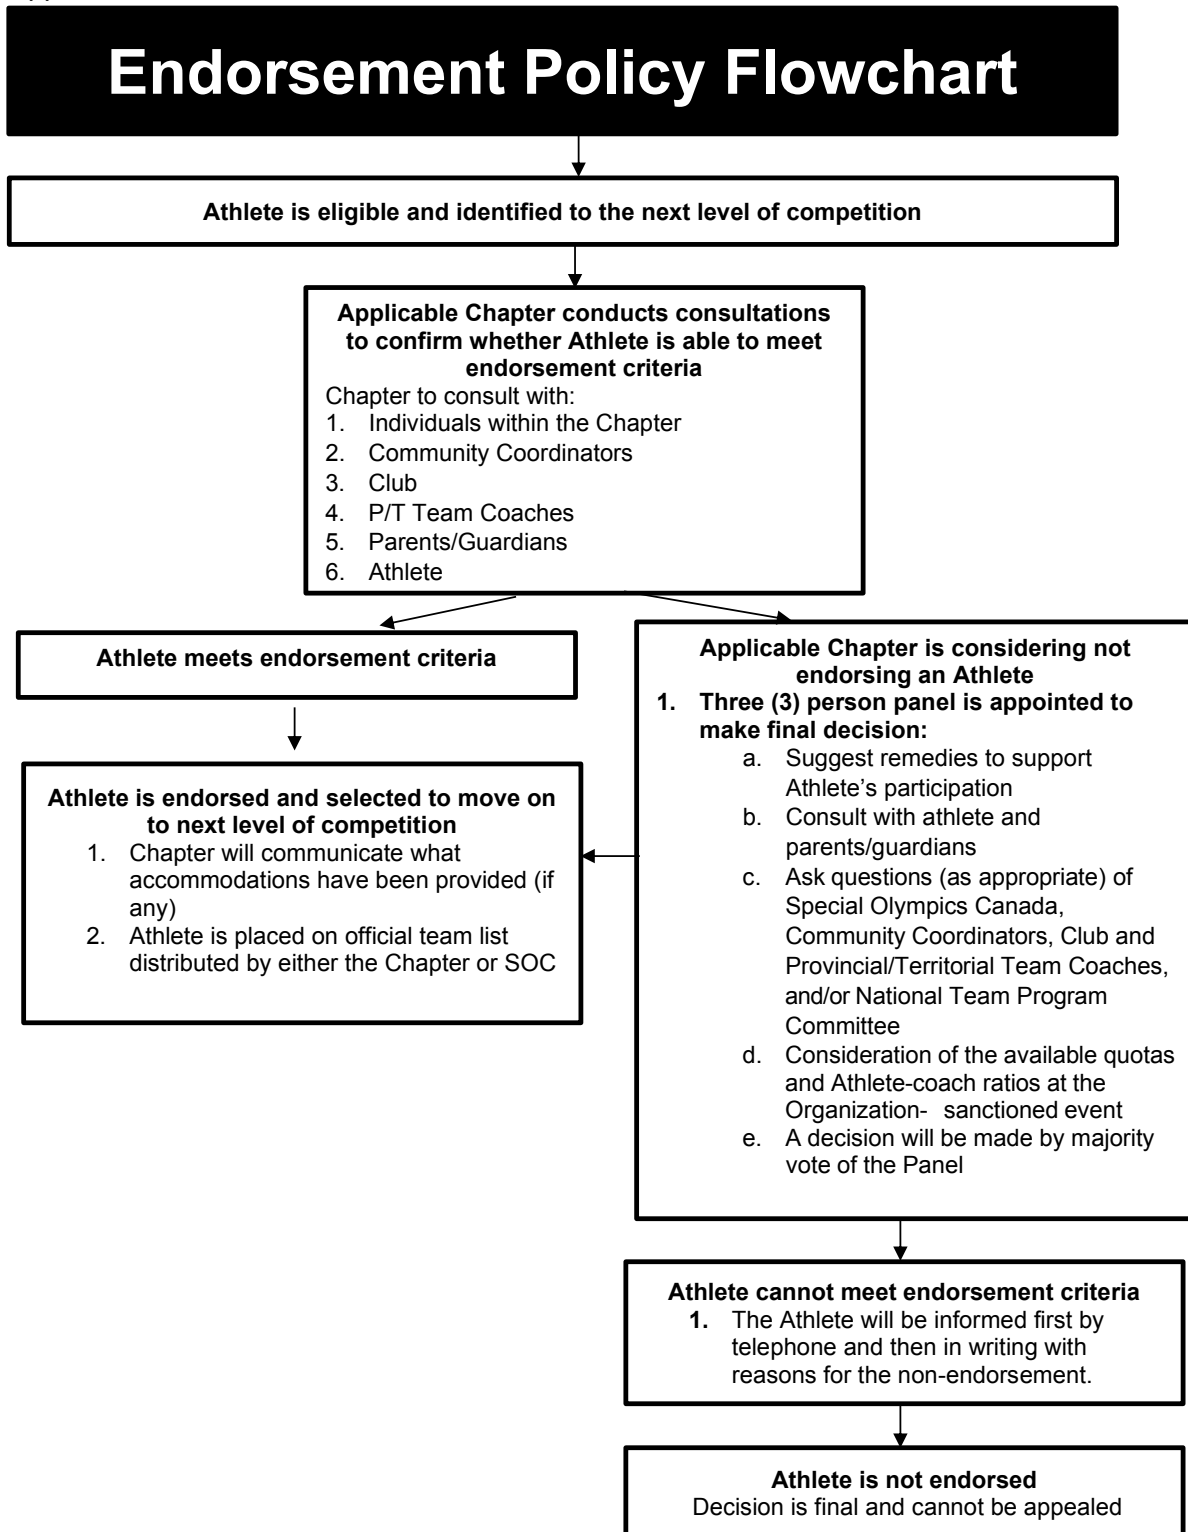 Endorsement Policy Flowchart
Athlete is eligible and identified to the next level of competition
Applicable Chapter conducts consultations
to confirm whether Athlete is able to meet
endorsement criteria
Chapter to consult with:
1. Individuals within the Chapter
2. Community Coordinators
3. Club
4. P/T Team Coaches
5. Parents/Guardians
6. Athlete
Athlete meets endorsement criteria
Athlete is endorsed and selected to move on
to next level of competition
1. Chapter will communicate what
accommodations have been provided (if
any)
2. Athlete is placed on official team list
distributed by either the Chapter or SOC
Applicable Chapter is considering not
endorsing an Athlete
1. Three (3) person panel is appointed to
make final decision:
a. Suggest remedies to support
Athlete's participation
b. Consult with athlete and
parents/guardians
c. Ask questions (as appropriate) of
Special Olympics Canada,
Community Coordinators, Club and
Provincial/Territorial Team Coaches,
and/or National Team Program
Committee
d. Consideration of the available quotas
and Athlete-coach ratios at the
Organization- sanctioned event
e. A decision will be made by majority
vote of the Panel
Athlete cannot meet endorsement criteria
1. The Athlete will be informed first by
telephone and then in writing with
reasons for the non-endorsement.
Athlete is not endorsed
Decision is final and cannot be appealed